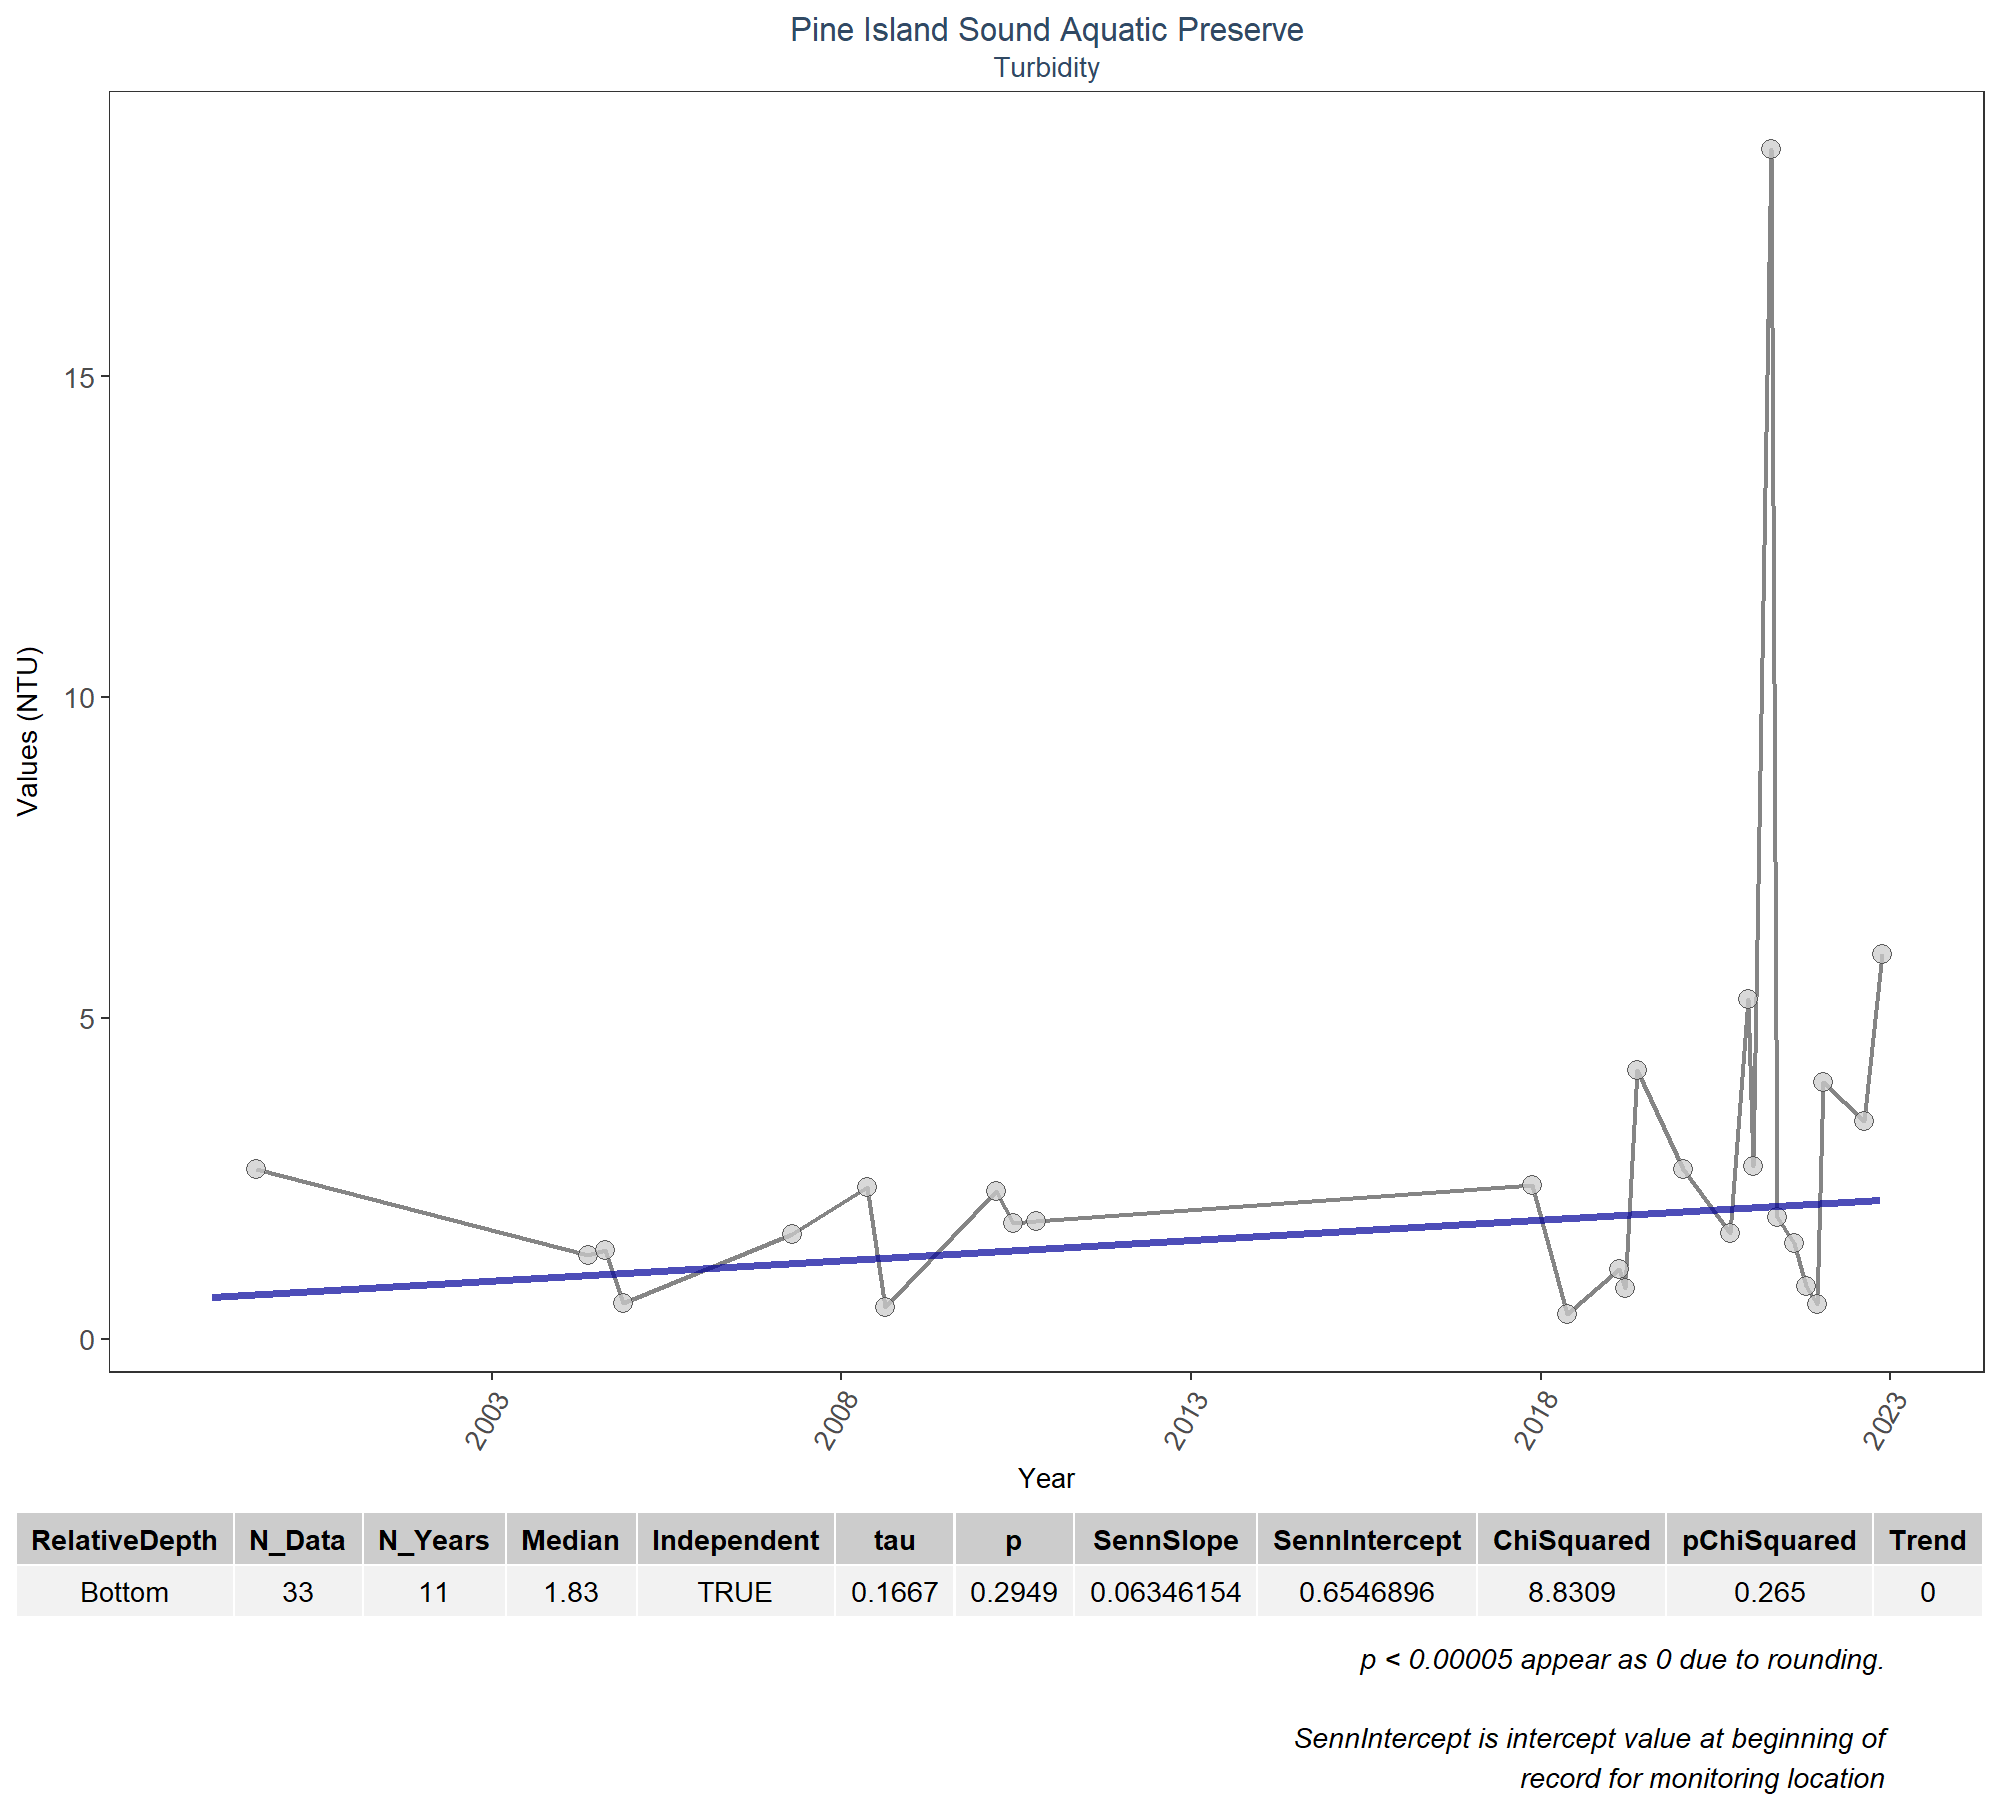 Pine Island Sound Aquatic Preserve
Turbidity
Values (NTU)
15
10
5
0
2003 2008 2013 2018 2023
Year
RelativeDepth N_Data N_Years Median Independent tau p SennSlope SennIntercept ChiSquared pChiSquared Trend
Bottom 33 11 1.83 TRUE 0.1667 0.2949 0.06346154 0.6546896 8.8309 0.265 0
p < 0.00005 appear as 0 due to rounding.
SennIntercept is intercept value at beginning of
record for monitoring location